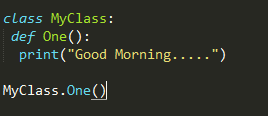 class MyClass:
 def One():
  print("Good Morning.....")

MyClass.One()